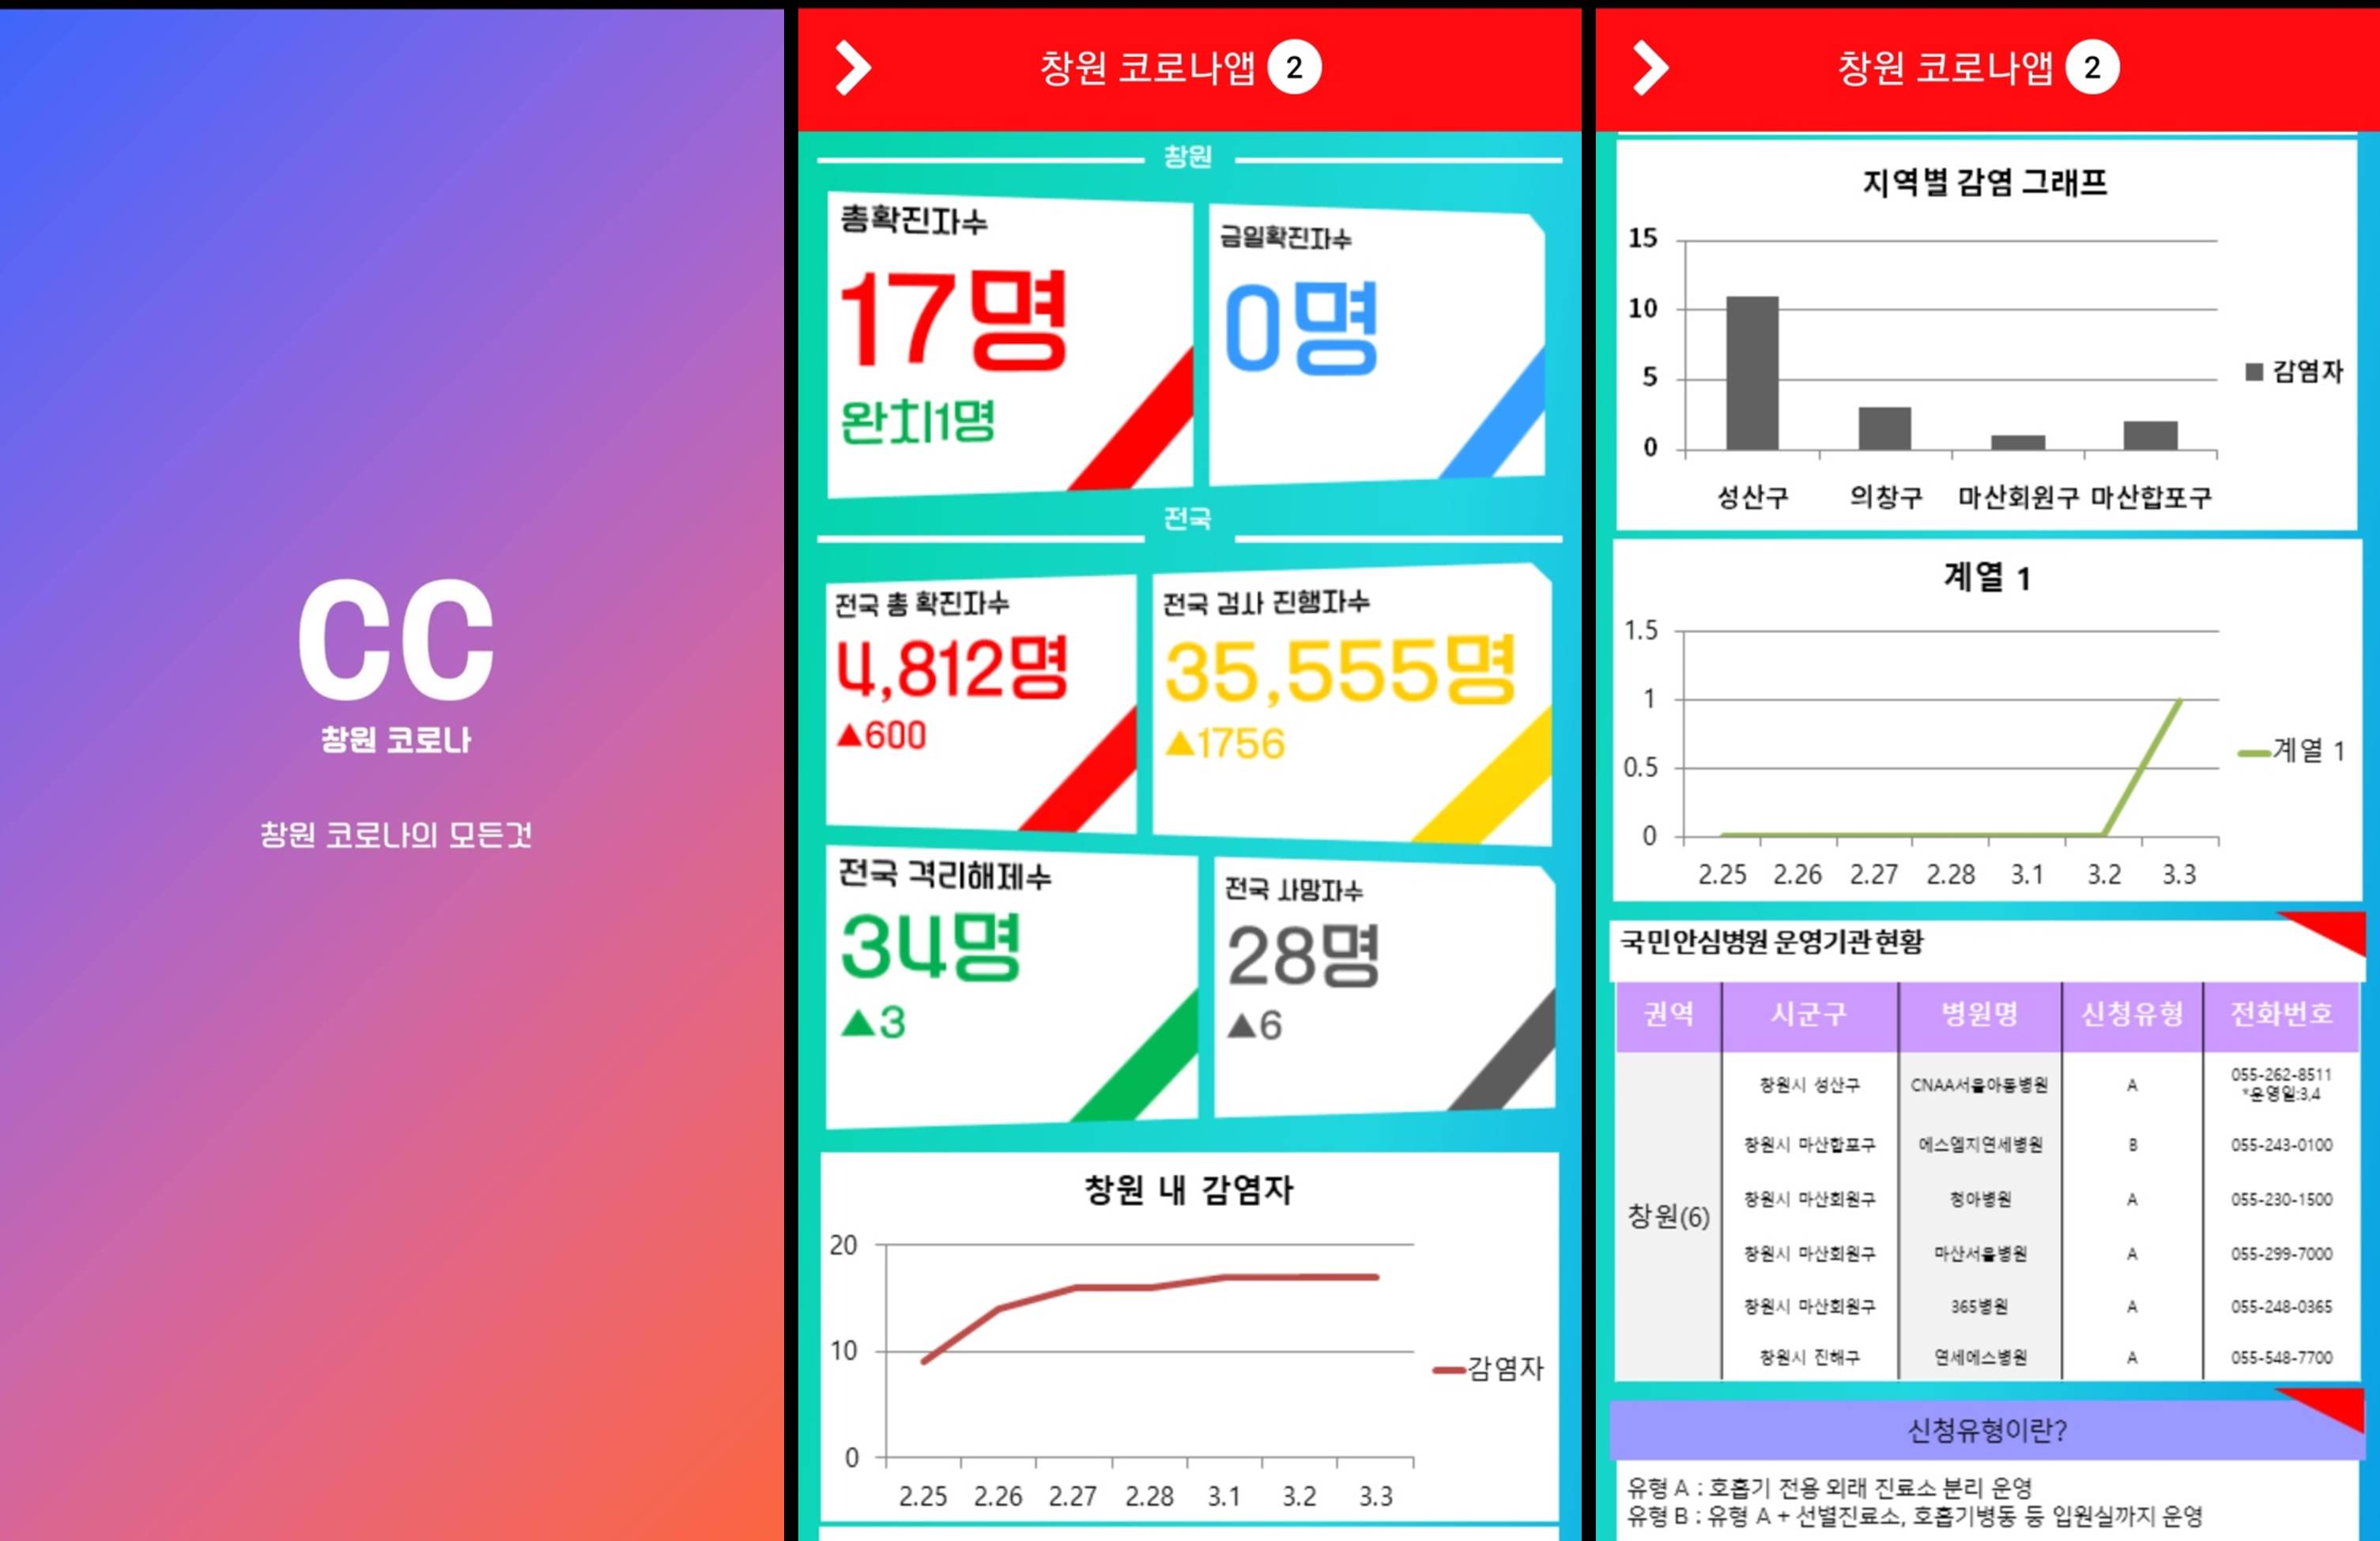 CC
창원 코로나
창원 코로나의 모든것
창원 코로나앱 2
창원
총확진자수
17명
완치1명
금일확진자수
0명
전국
전국 총 확진자수
4,812명
▲600
전국 검사 진행자수
35,555명
▲1756
전국 격리해제수
34명
▲3
전국 사망자수
28명
▲6
창원 내 감염자
20
10
0
2.25 2.26 2.27 2.28 3.1 3.2 3.3
감염자
창원 코로나앱 2
지역별 감염 그래프
15
10
5
0
성산구 의창구 마산회원구 마산합포구
감염자
계열 1
1.5
1
0.5
0
2.25 2.26 2.27 2.28 3.1 3.2 3.3
계열 1
국민안심병원 운영기관 현황
권역 시군구 병원명 신청유형 전화번호
창원(6)
창원시 성산구 CNAA서울아동병원 A 055-262-8511
*운영일:3,4
창원시 마산합포구 에스엠지연세병원 B 055-243-0100
창원시 마산회원구 청아병원 A 055-230-1500
창원시 마산회원구 마산서울병원 A 055-299-7000
창원시 마산회원구 365병원 A 055-248-0365
창원시 진해구 연세에스병원 A 055-548-7700
신청유형이란?
유형 A : 호흡기 전용 외래 진료소 분리 운영
유형 B : 유형 A + 선별진료소, 호흡기병동 등 입원실까지 운영